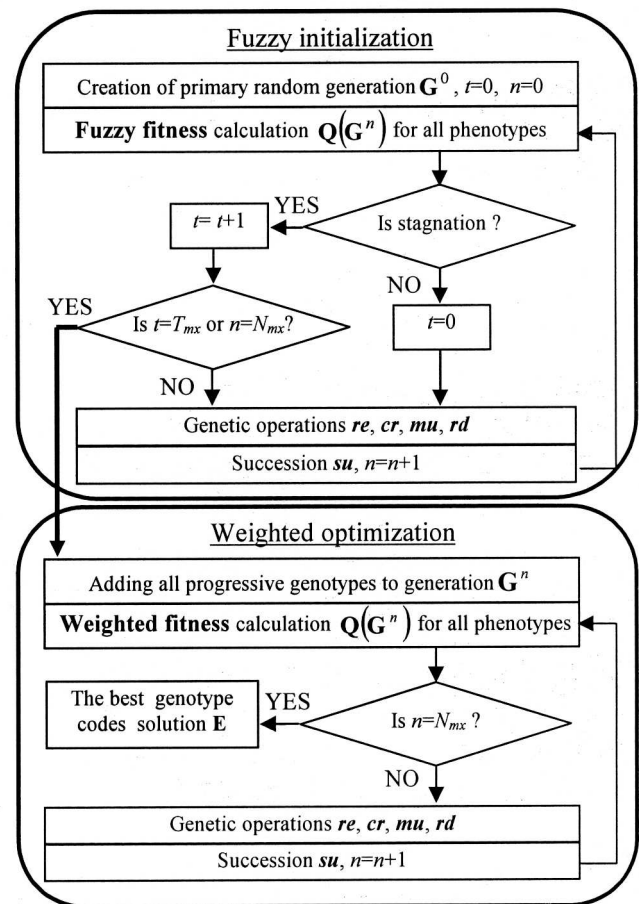 Fuzzy initialization
Creation of primary random generation G⁰ , t=0, n=0
Fuzzy fitness calculation Q(Gⁿ) for all phenotypes
YES
t= t+1
Is stagnation ?
YES
NO
Is t=Tmx or n=Nmx?
t=0
NO
Genetic operations re, cr, mu, rd
Succession su, n=n+1
Weighted optimization
Adding all progressive genotypes to generation Gⁿ
Weighted fitness calculation Q(Gⁿ) for all phenotypes
The best genotype
codes solution E
YES
Is n=Nmx ?
NO
Genetic operations re, cr, mu, rd
Succession su, n=n+1